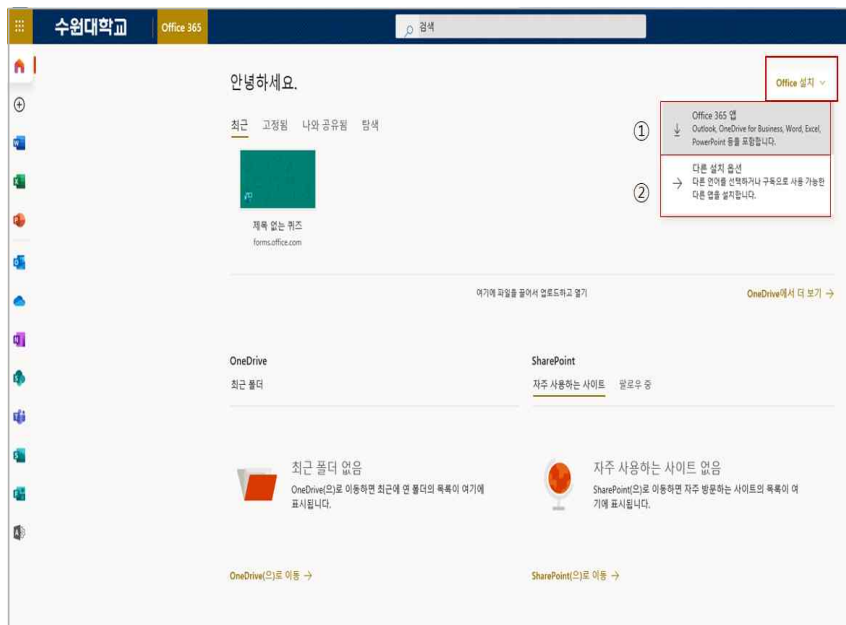 수원대학교
Office 365
검색
안녕하세요.
Office 설치
최근 고정됨 나와 공유됨 탐색
①
Office 365 앱
Outlook, OneDrive for Business, Word, Excel,
PowerPoint 등을 포함합니다.
②
다른 설치 옵션
다른 언어를 선택하거나 구독으로 사용 가능한
다른 앱을 설치합니다.
제목 없는 퀴즈
forms.office.com
여기에 파일을 끌어서 업로드하고 열기
OneDrive에서 더 보기 →
OneDrive
최근 폴더
SharePoint
자주 사용하는 사이트 팔로우 중
최근 폴더 없음
OneDrive(으)로 이동하면 최근에 연 폴더의 목록이 여기에
표시됩니다.
자주 사용하는 사이트 없음
SharePoint(으)로 이동하면 자주 방문하는 사이트의 목록이 여
기에 표시됩니다.
OneDrive(으)로 이동 →
SharePoint(으)로 이동 →